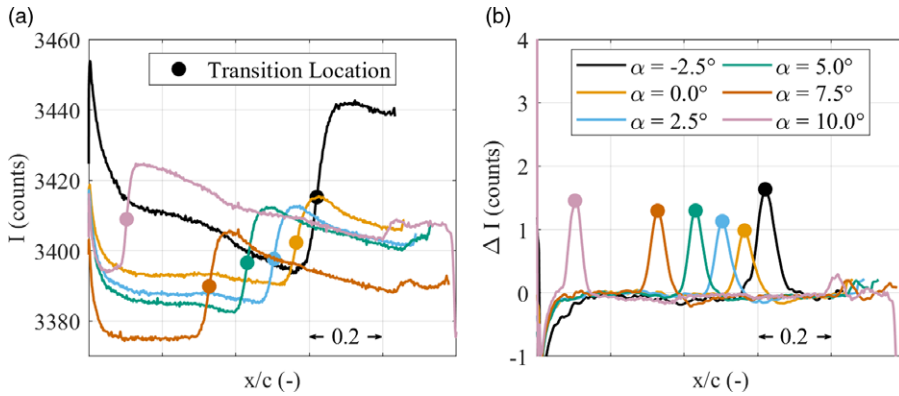 (a)
3460
3440
3420
3400
3380
I (counts)
Transition Location
0.2
x/c (-)
(b)
4
3
2
1
0
-1
Δ I (counts)
α = -2.5° α = 5.0°
α = 0.0° α = 7.5°
α = 2.5° α = 10.0°
0.2
x/c (-)